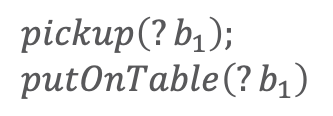 pickup(? b₁);
putOnTable(? b₁)